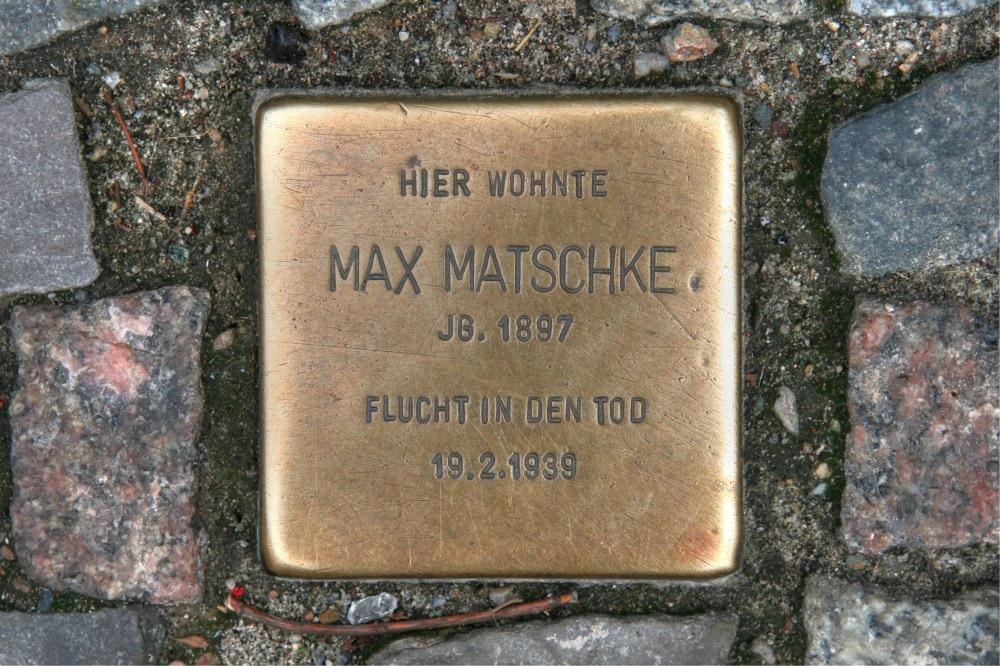 HIER WOHNTE
MAX MATSCHKE
JG. 1897
FLUCHT IN DEN TOD
19.2.1939